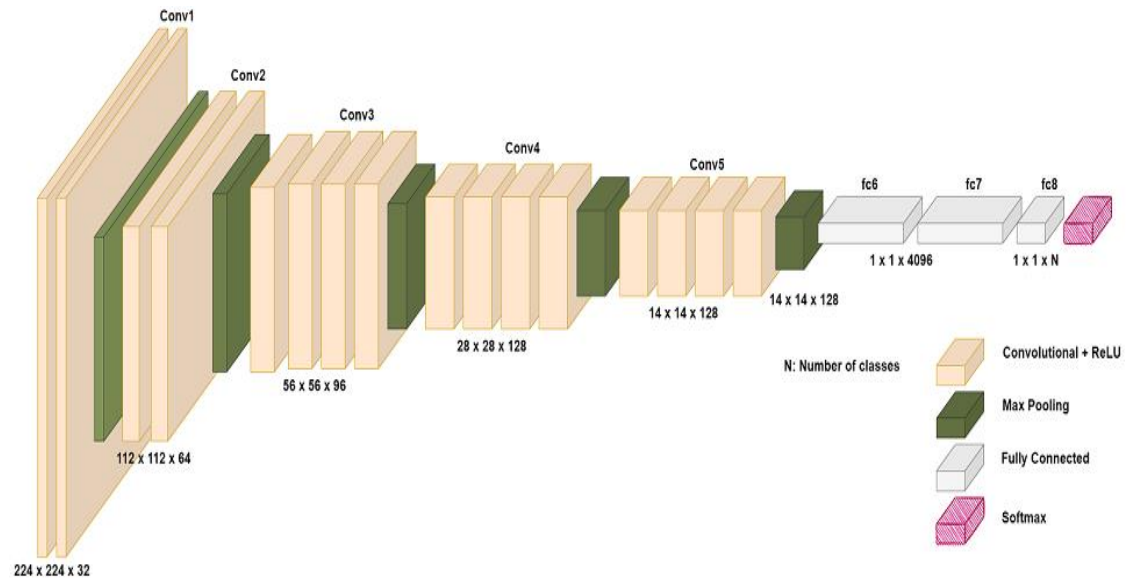 Conv1
Conv2
Conv3
Conv4
Conv5
fc6
fc7
fc8
1 x 1 x 4096
1 x 1 x N
14 x 14 x 128
14 x 14 x 128
28 x 28 x 128
56 x 56 x 96
112 x 112 x 64
224 x 224 x 32
N: Number of classes
Convolutional + ReLU
Max Pooling
Fully Connected
Softmax